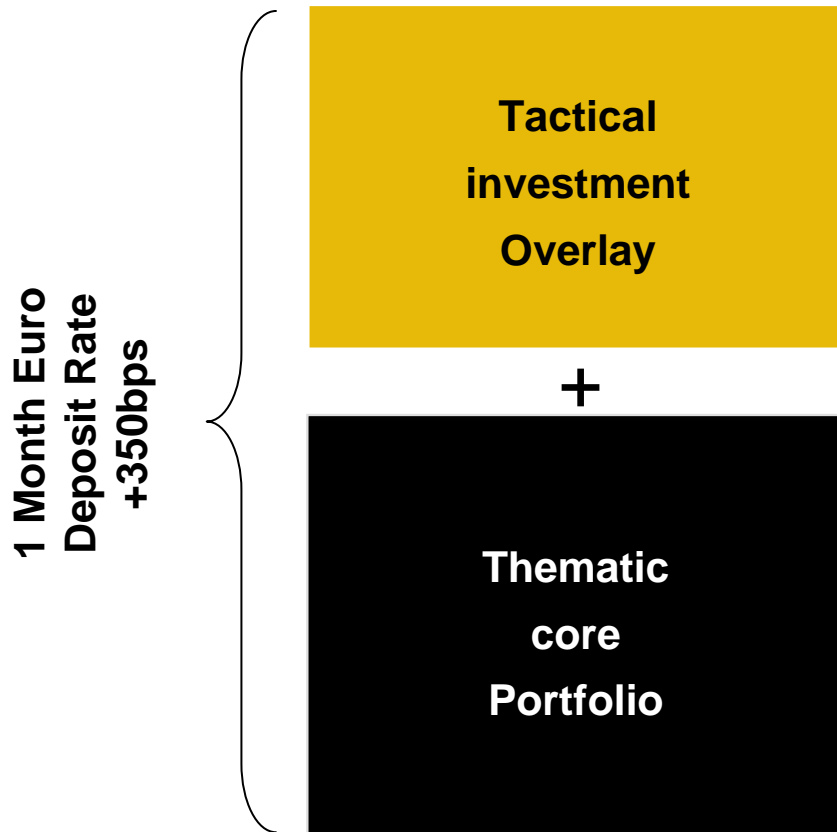 1 Month Euro
Deposit Rate
+350bps
Tactical
investment
Overlay
+
Thematic
core
Portfolio